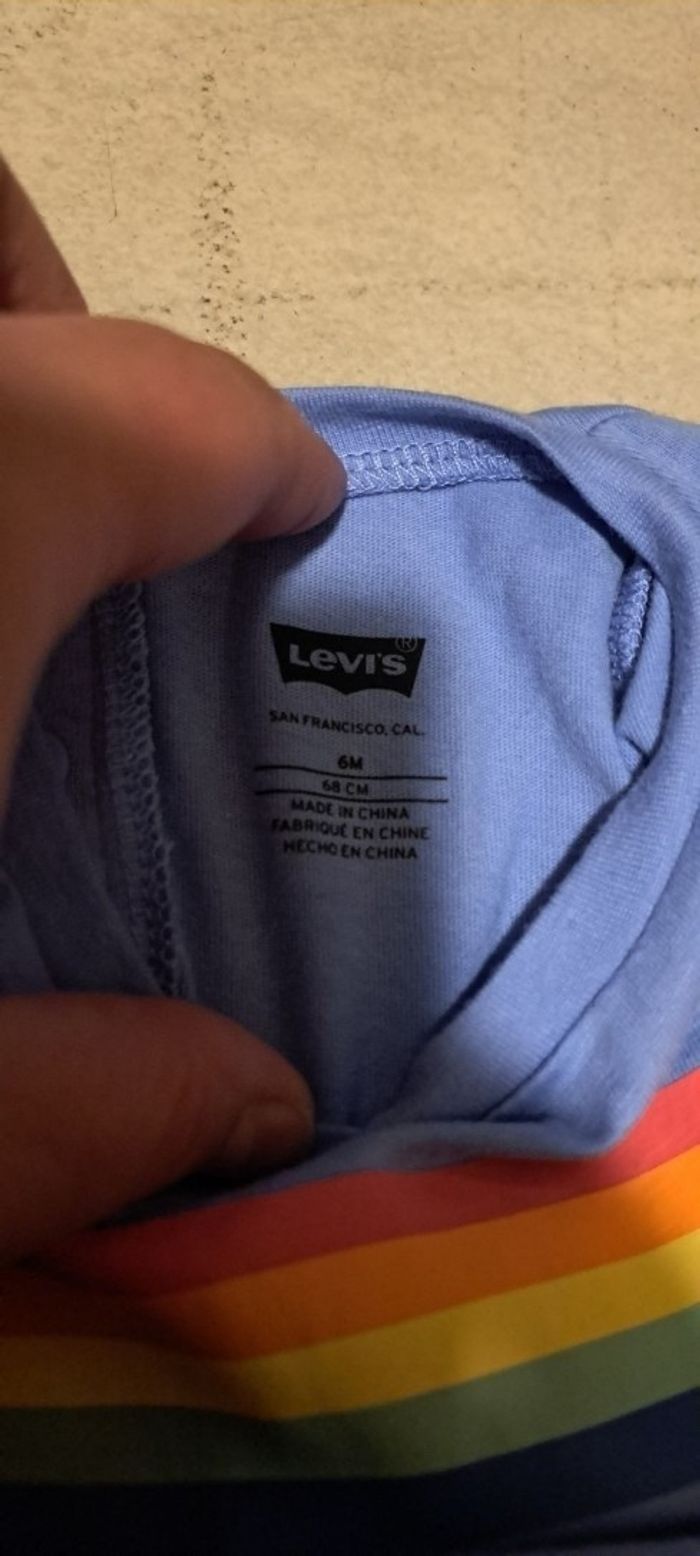 Levi's®
SAN FRANCISCO, CAL.
6M
68 CM
MADE IN CHINA
FABRIQUÉ EN CHINE
HECHO EN CHINA